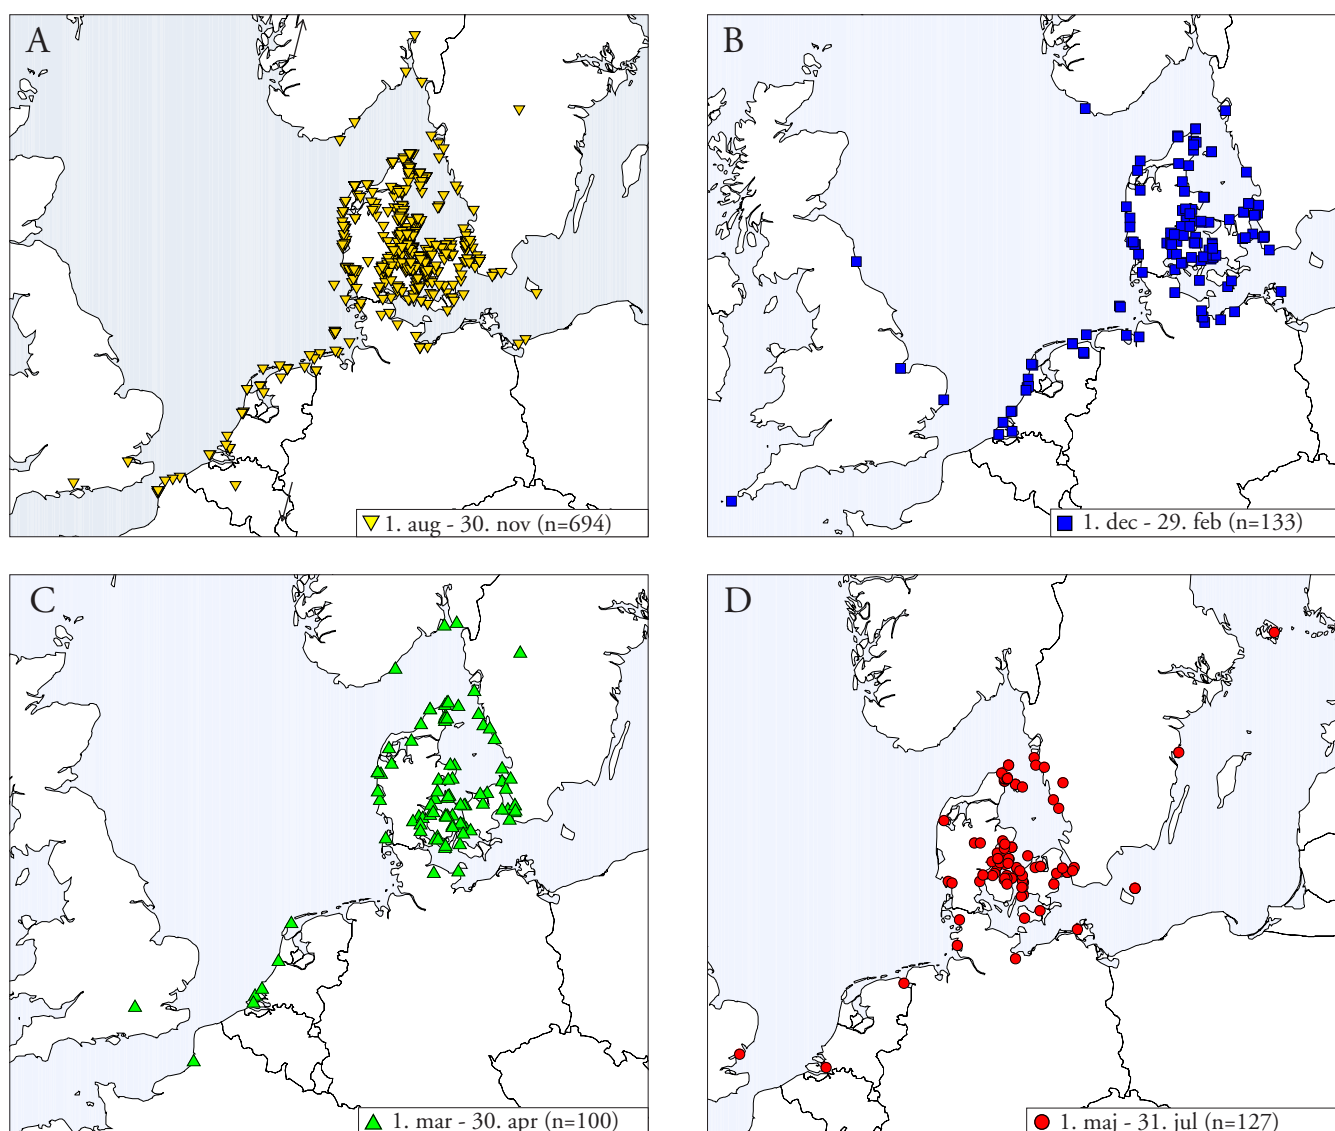 A
1. aug - 30. nov (n=694)
B
1. dec - 29. feb (n=133)
C
1. mar - 30. apr (n=100)
D
1. maj - 31. jul (n=127)